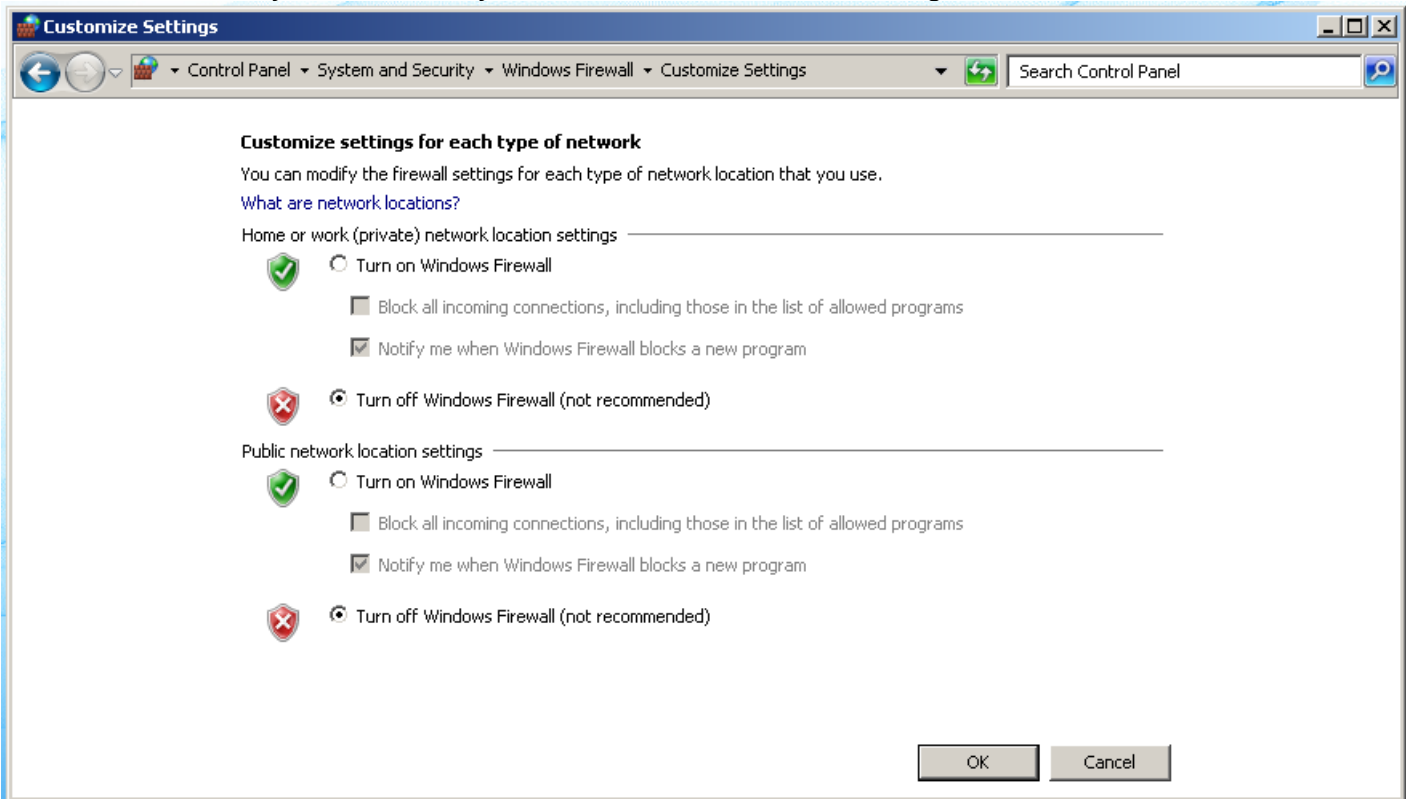 Customize Settings
Control Panel System and Security Windows Firewall Customize Settings Search Control Panel
Customize settings for each type of network
You can modify the firewall settings for each type of network location that you use.
What are network locations?
Home or work (private) network location settings
Turn on Windows Firewall
Block all incoming connections, including those in the list of allowed programs
Notify me when Windows Firewall blocks a new program
Turn off Windows Firewall (not recommended)
Public network location settings
Turn on Windows Firewall
Block all incoming connections, including those in the list of allowed programs
Notify me when Windows Firewall blocks a new program
Turn off Windows Firewall (not recommended)
OK Cancel